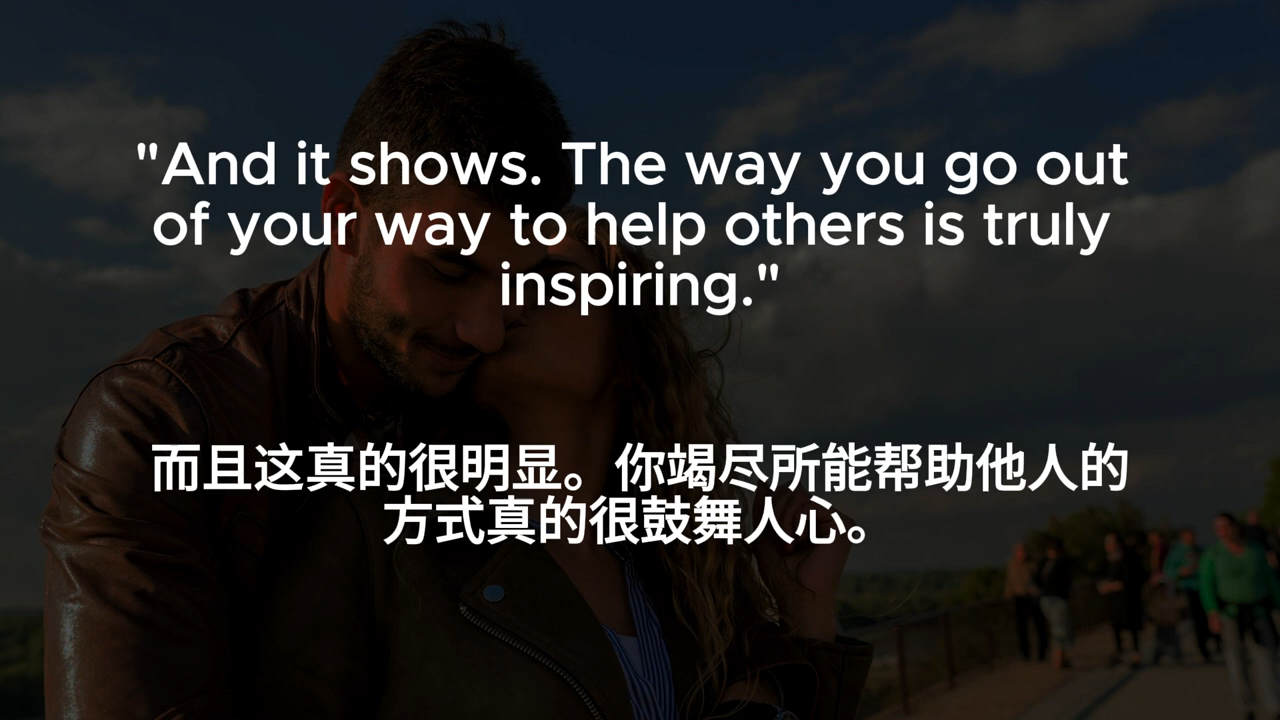 "And it shows. The way you go out
of your way to help others is truly
inspiring."
而且这真的很明显。你竭尽所能帮助他人的
方式真的很鼓舞人心。